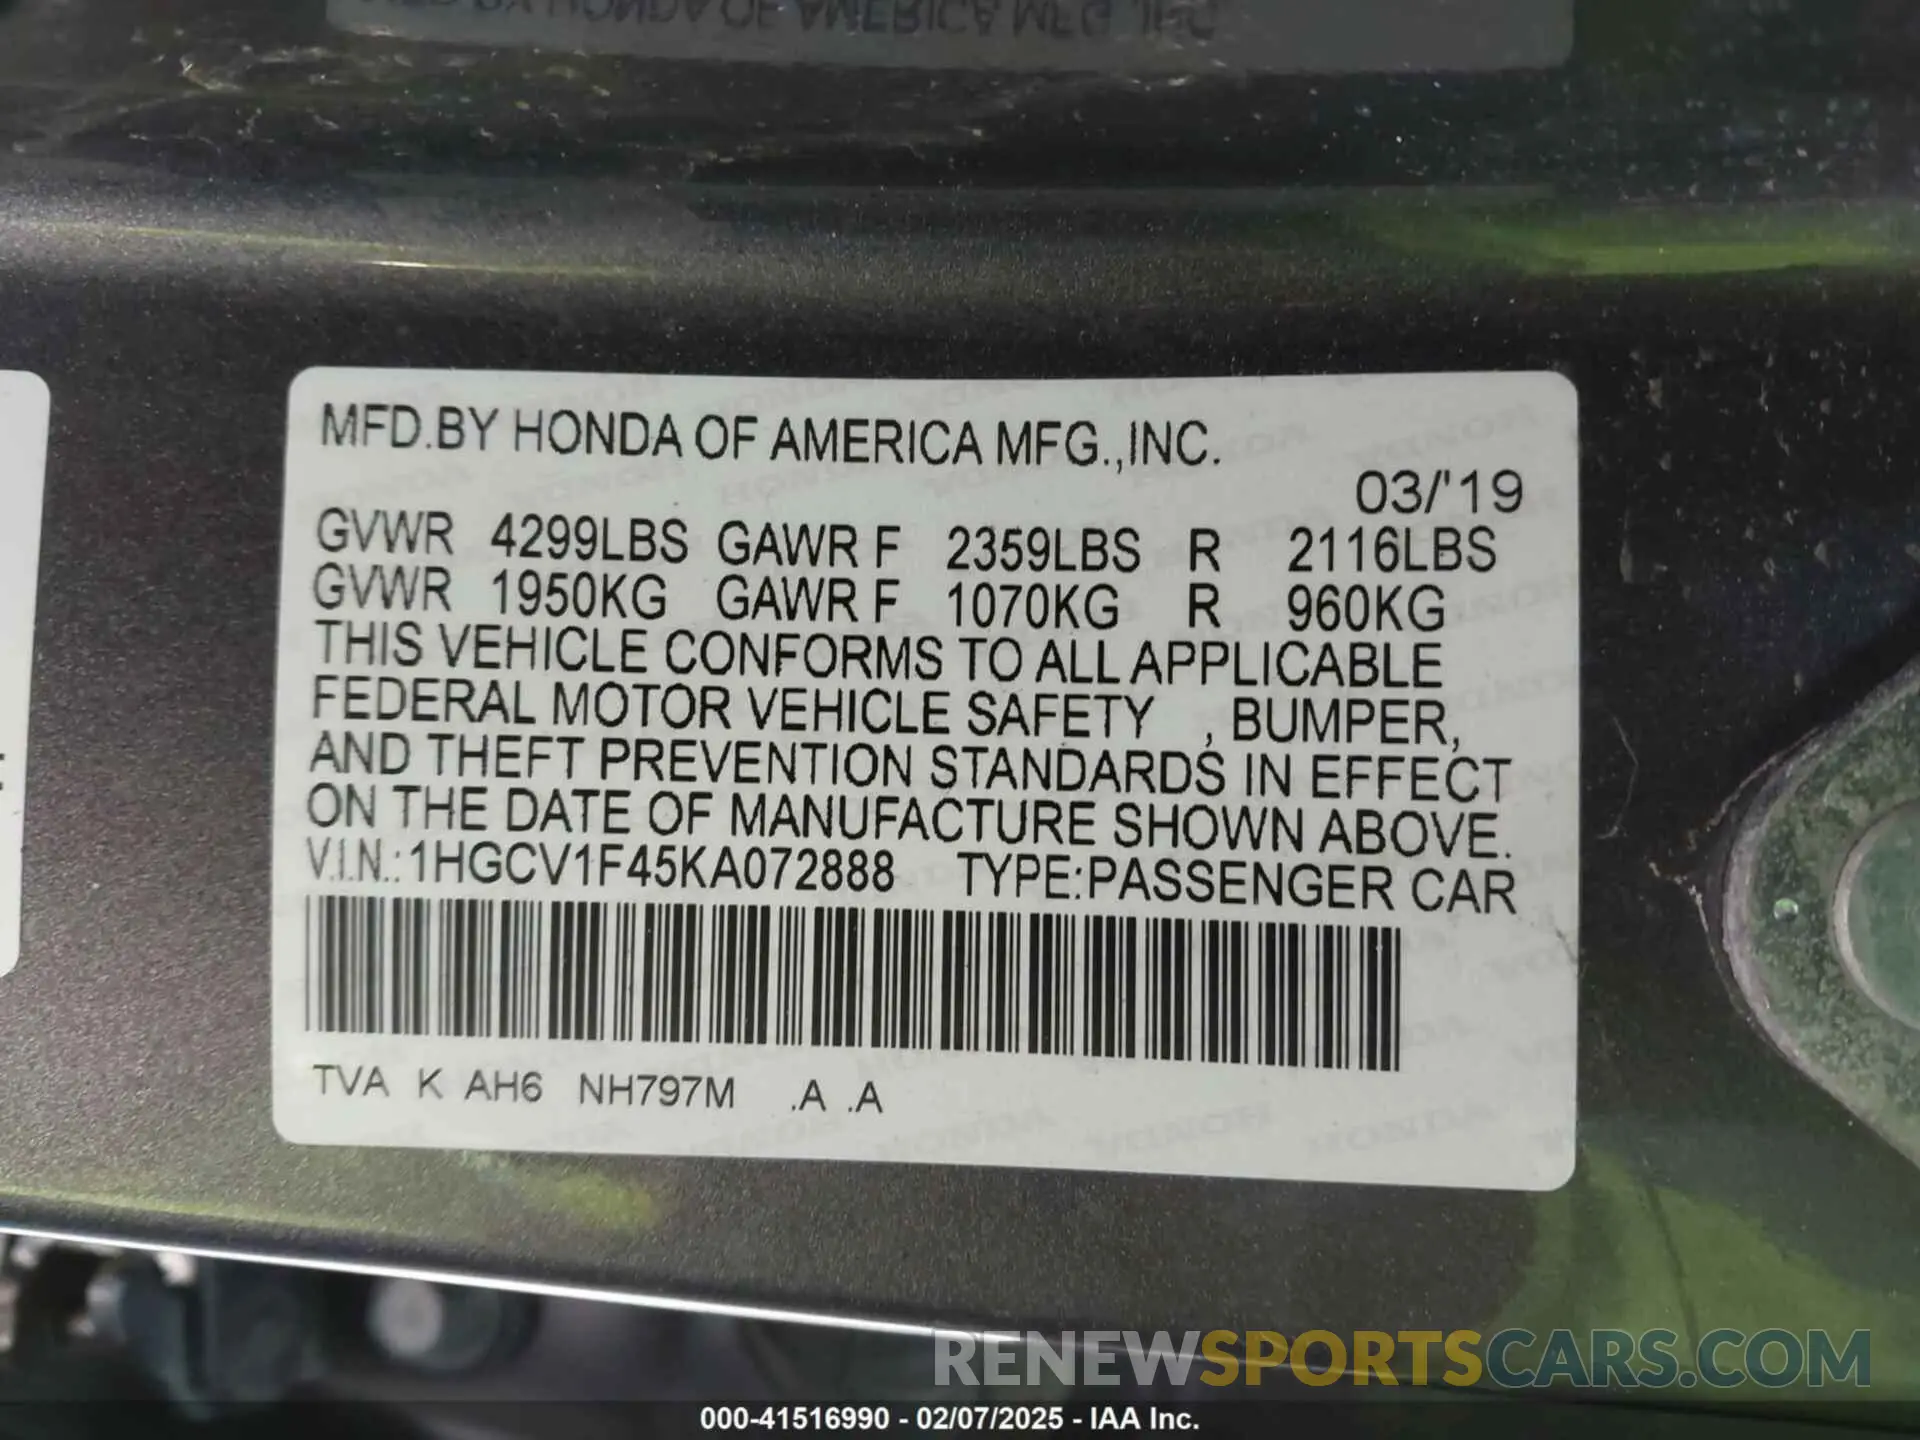 MFD.BY HONDA OF AMERICA MFG.,INC.
03/'19
GVWR 4299LBS GAWR F 2359LBS R 2116LBS
GVWR 1950KG GAWR F 1070KG R 960KG
THIS VEHICLE CONFORMS TO ALL APPLICABLE
FEDERAL MOTOR VEHICLE SAFETY , BUMPER,
AND THEFT PREVENTION STANDARDS IN EFFECT
ON THE DATE OF MANUFACTURE SHOWN ABOVE.
V.I.N.:1HGCV1F45KA072888 TYPE:PASSENGER CAR
TVA K AH6 NH797M .A .A
RENEWSPORTSCARS.COM
000-41516990 - 02/07/2025 - IAA Inc.